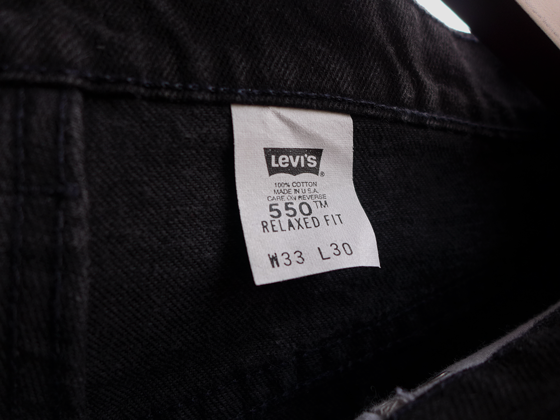 LEVI'S®
100% COTTON
MADE IN U.S.A.
CARE ON REVERSE
550™
RELAXED FIT
W33 L30